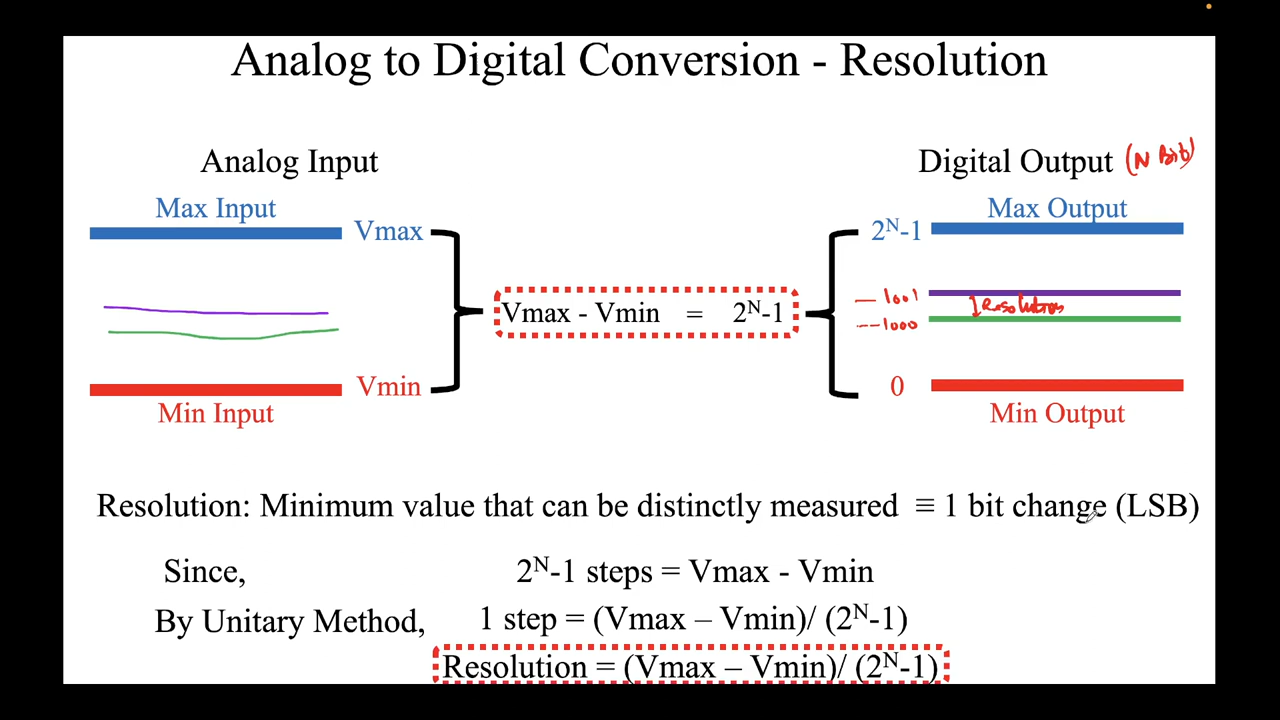 Analog to Digital Conversion - Resolution
Analog Input
Digital Output (N Bit)
Max Input
Vmax
2ᴺ-1
Max Output
1001
Resolution
Vmax - Vmin = 2ᴺ-1
1000
Vmin
0
Min Input
Min Output
Resolution: Minimum value that can be distinctly measured ≡ 1 bit change (LSB)
Since, 2ᴺ-1 steps = Vmax - Vmin
By Unitary Method, 1 step = (Vmax – Vmin)/ (2ᴺ-1)
Resolution = (Vmax – Vmin)/ (2ᴺ-1)